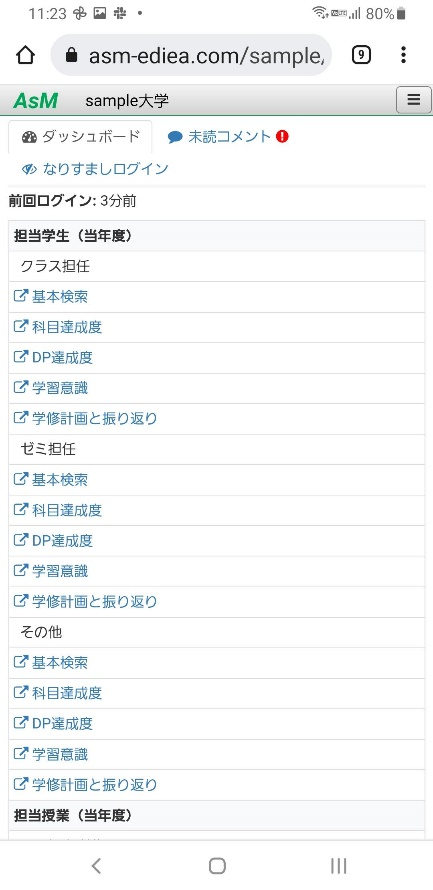 11:23 80%
asm-ediea.com/sample, 9
AsM sample大学
ダッシュボード 未読コメント
なりすましログイン
前回ログイン: 3分前
担当学生（当年度）
クラス担任
基本検索
科目達成度
DP達成度
学習意識
学修計画と振り返り
ゼミ担任
基本検索
科目達成度
DP達成度
学習意識
学修計画と振り返り
その他
基本検索
科目達成度
DP達成度
学習意識
学修計画と振り返り
担当授業（当年度）